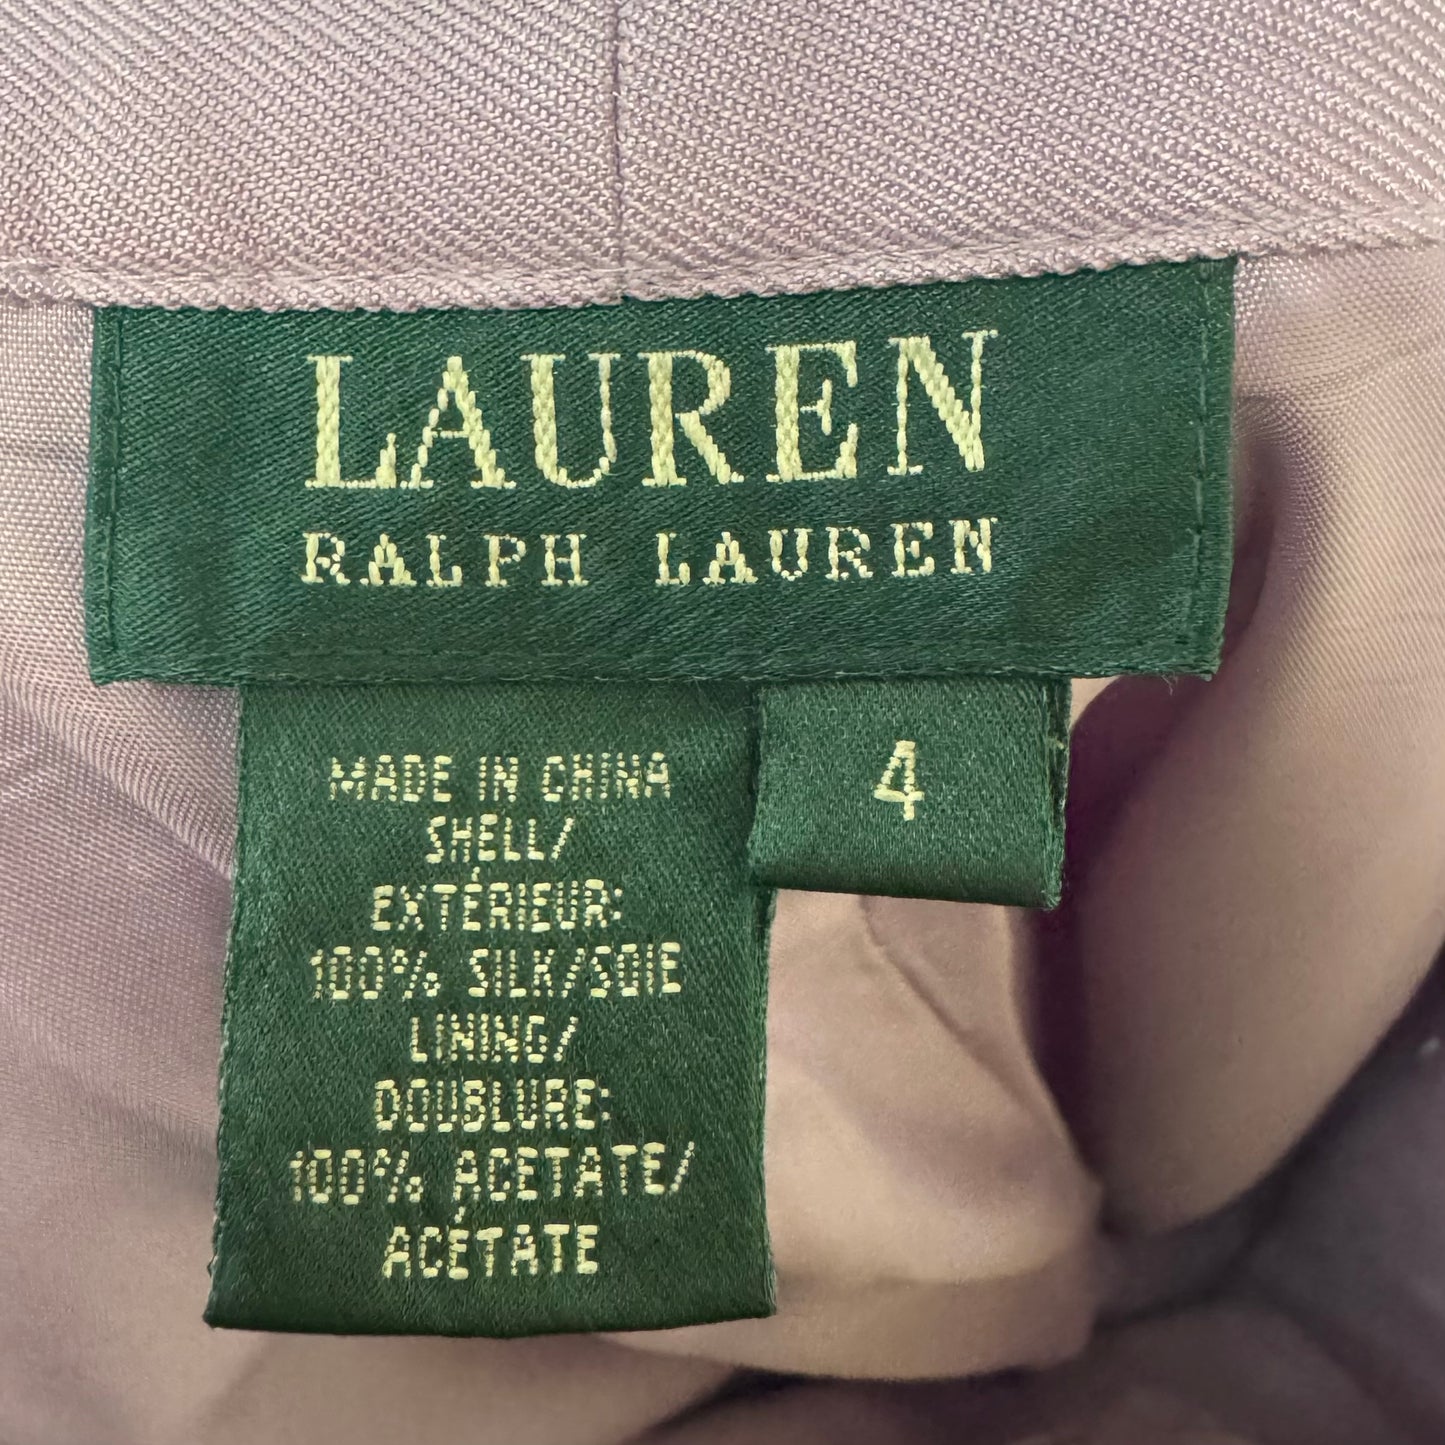 LAUREN
RALPH LAUREN
4
MADE IN CHINA
SHELL/
EXTÉRIEUR:
100% SILK/SOIE
LINING/
DOUBLURE:
100% ACETATE/
ACÉTATE